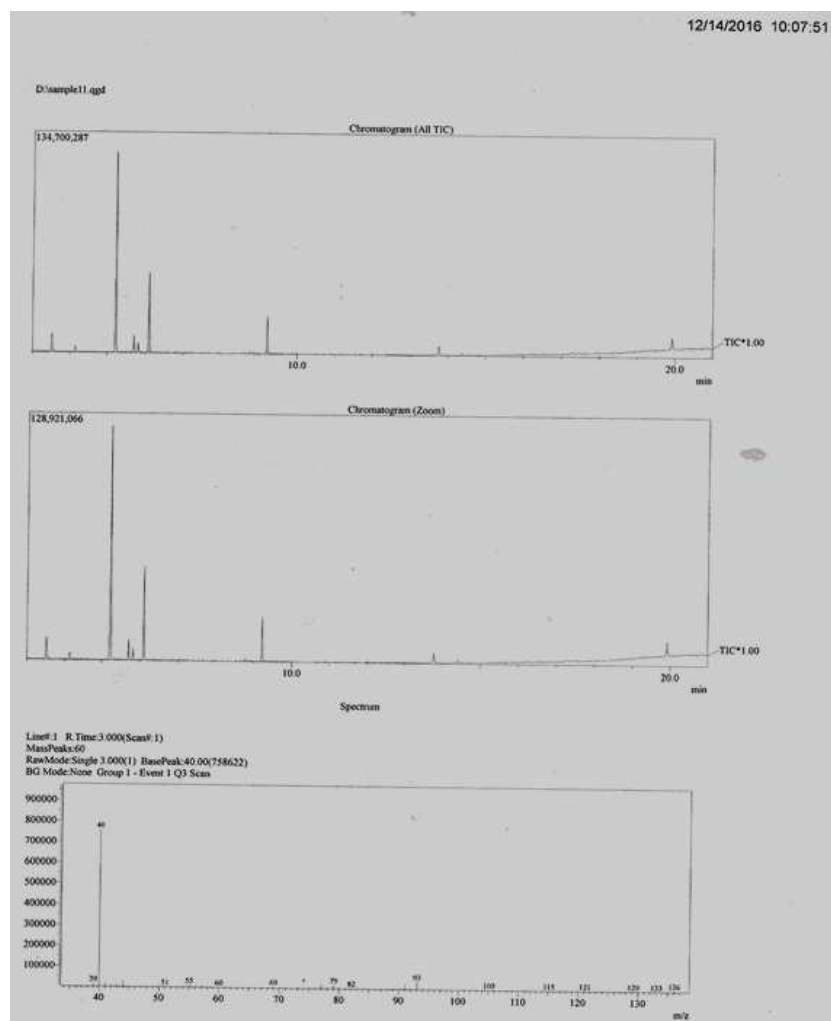 12/14/2016 10:07:51
D:\sample11.qgd
Chromatogram (All TIC)
134,700,287
TIC*1.00
10.0
20.0
min
Chromatogram (Zoom)
128,921,066
TIC*1.00
10.0
20.0
min
Spectrum
Line#:1 R.Time:3.000(Scan#:1)
MassPeaks:60
RawMode:Single 3.000(1) BasePeak:40.00(758622)
BG Mode:None Group 1 - Event 1 Q3 Scan
900000
800000
700000
600000
500000
400000
300000
200000
100000
40
51 55 60 69 79 82 93 105 115 121 129 133 136
40 50 60 70 80 90 100 110 120 130
m/z